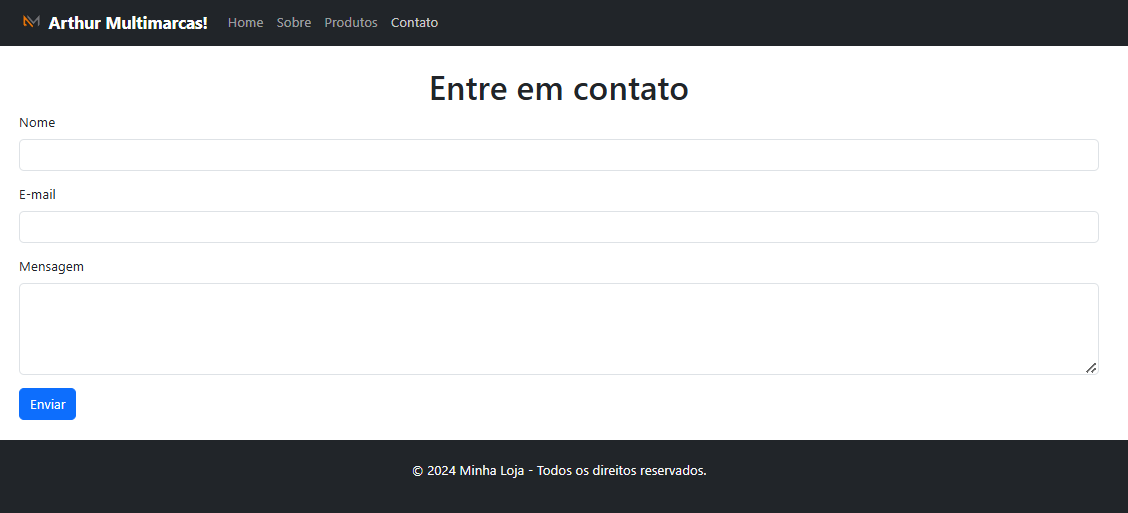 Arthur Multimarcas! Home Sobre Produtos Contato
Entre em contato
Nome
E-mail
Mensagem
Enviar
© 2024 Minha Loja - Todos os direitos reservados.